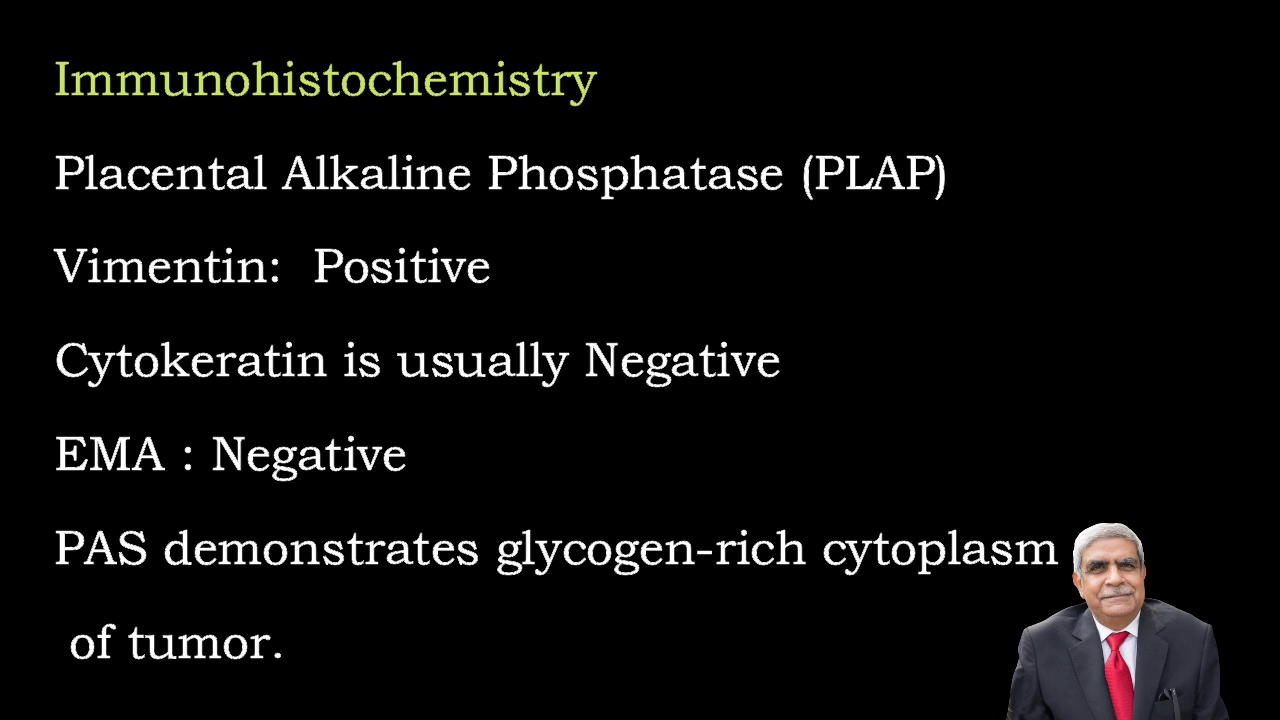 Immunohistochemistry
Placental Alkaline Phosphatase (PLAP)
Vimentin:  Positive
Cytokeratin is usually Negative
EMA : Negative
PAS demonstrates glycogen-rich cytoplasm
of tumor.